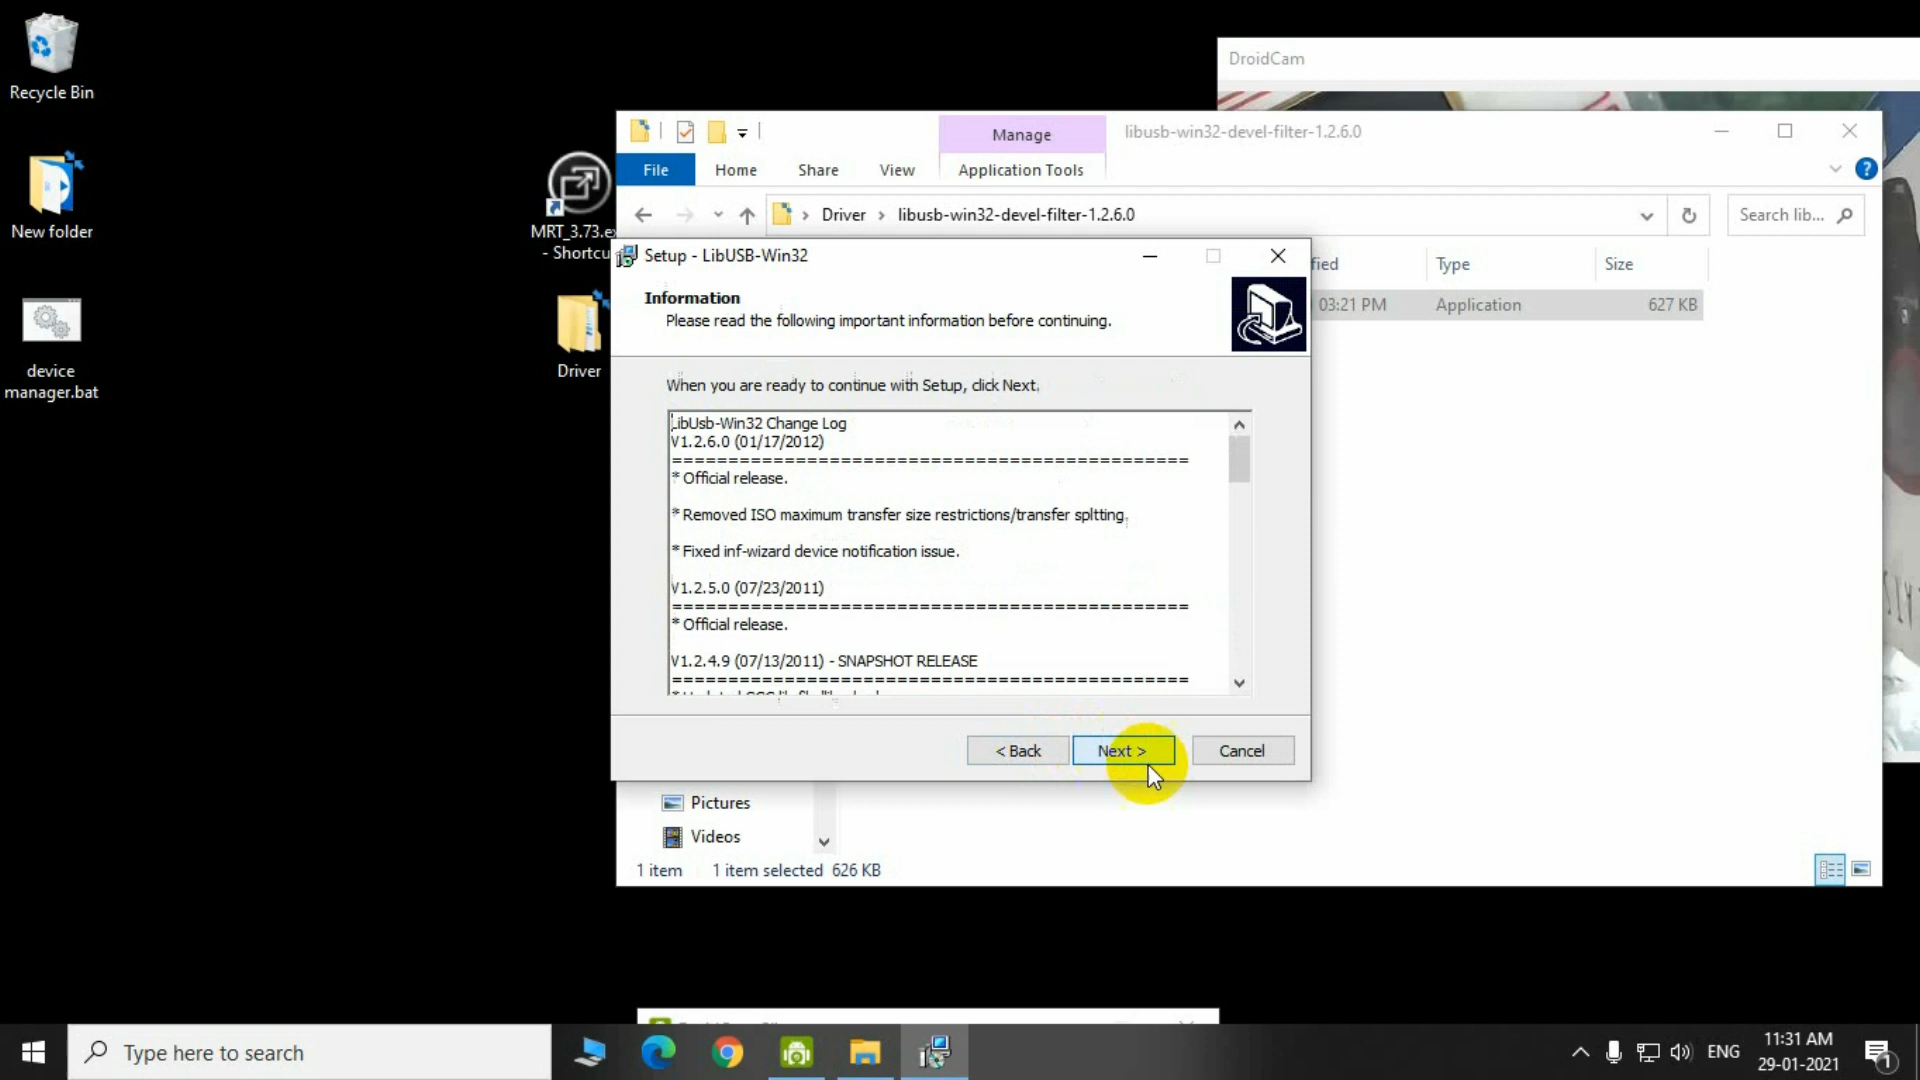 Recycle Bin
New folder
device
manager.bat
MRT_3.73.ex
- Shortcu
Driver
DroidCam
Manage
libusb-win32-devel-filter-1.2.6.0
File
Home
Share
View
Application Tools
Driver
libusb-win32-devel-filter-1.2.6.0
Search lib...
Type
Size
03:21 PM
Application
627 KB
Setup - LibUSB-Win32
Information
Please read the following important information before continuing.
When you are ready to continue with Setup, click Next.
LibUsb-Win32 Change Log
V1.2.6.0 (01/17/2012)
==============================================
* Official release.
* Removed ISO maximum transfer size restrictions/transfer spltting.
* Fixed inf-wizard device notification issue.
V1.2.5.0 (07/23/2011)
==============================================
* Official release.
V1.2.4.9 (07/13/2011) - SNAPSHOT RELEASE
==============================================
< Back
Next >
Cancel
Pictures
Videos
1 item
1 item selected 626 KB
Type here to search
ENG
11:31 AM
29-01-2021
1